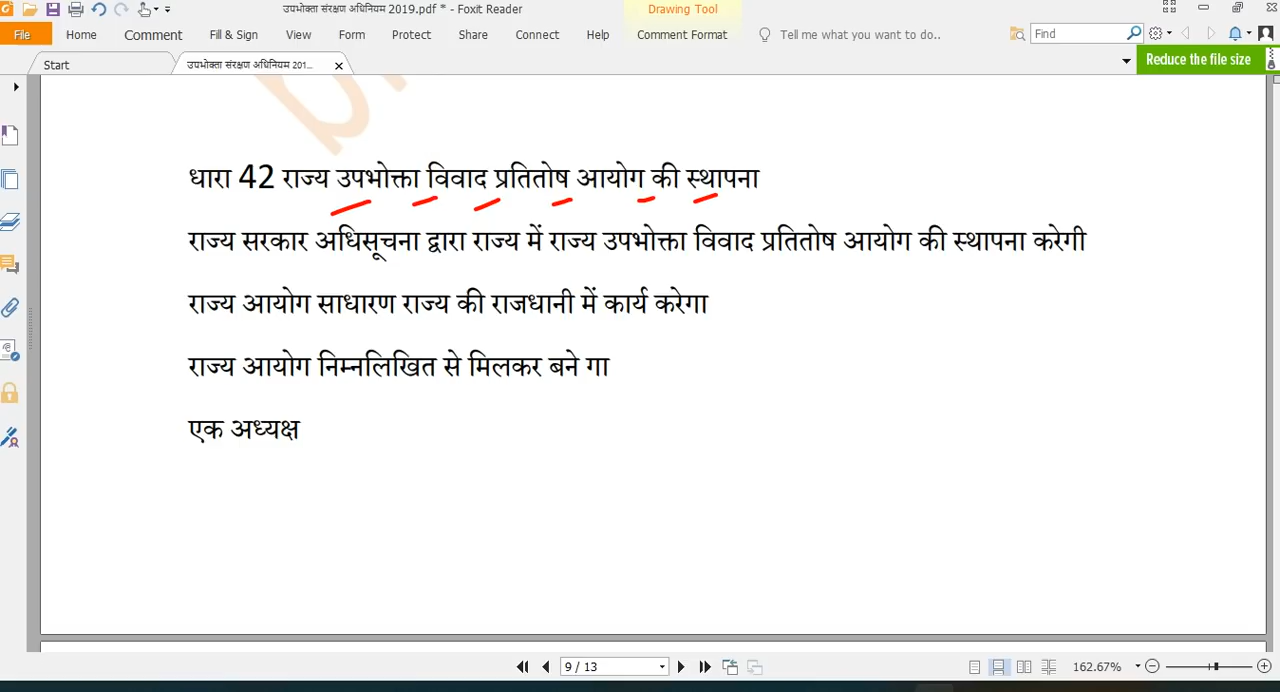 उपभोक्ता संरक्षण अधिनियम 2019.pdf * - Foxit Reader
Drawing Tool
File Home Comment Fill & Sign View Form Protect Share Connect Help Comment Format Tell me what you want to do.. Find
Start उपभोक्ता संरक्षण अधिनियम 201... Reduce the file size
धारा 42 राज्य उपभोक्ता विवाद प्रतितोष आयोग की स्थापना
राज्य सरकार अधिसूचना द्वारा राज्य में राज्य उपभोक्ता विवाद प्रतितोष आयोग की स्थापना करेगी
राज्य आयोग साधारण राज्य की राजधानी में कार्य करेगा
राज्य आयोग निम्नलिखित से मिलकर बने गा
एक अध्यक्ष
9 / 13 162.67%